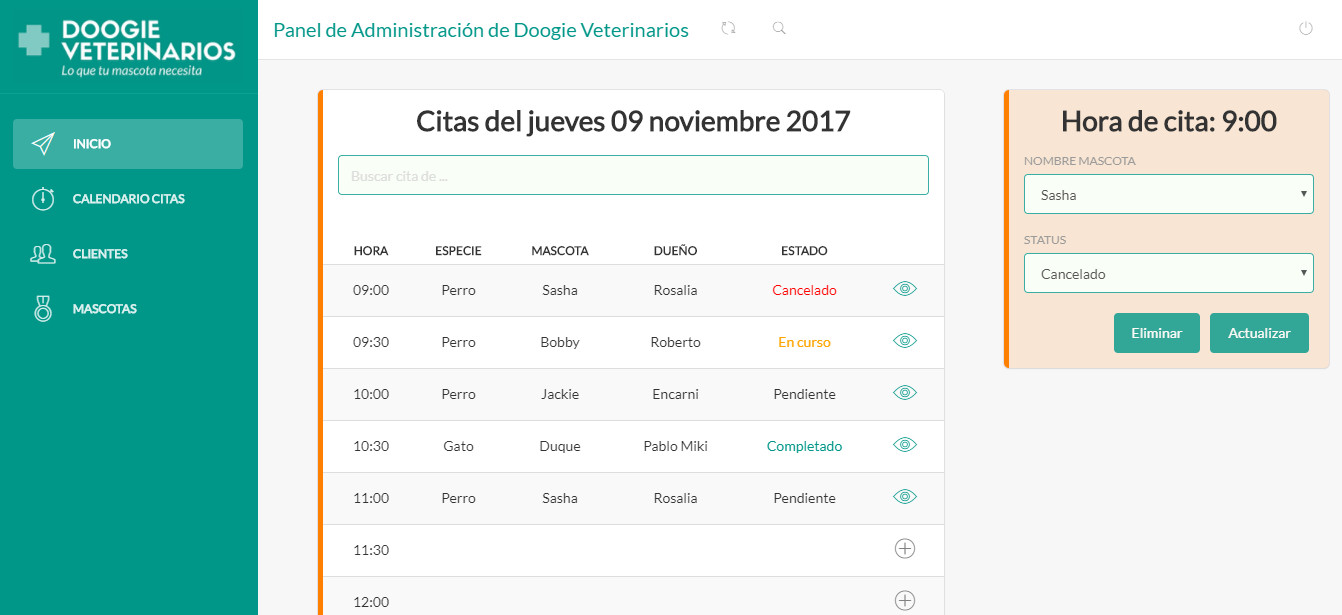 DOOGIE
VETERINARIOS
Lo que tu mascota necesita
INICIO
CALENDARIO CITAS
CLIENTES
MASCOTAS
Panel de Administración de Doogie Veterinarios
Citas del jueves 09 noviembre 2017
Buscar cita de ...
HORA ESPECIE MASCOTA DUEÑO ESTADO
09:00 Perro Sasha Rosalia Cancelado
09:30 Perro Bobby Roberto En curso
10:00 Perro Jackie Encarni Pendiente
10:30 Gato Duque Pablo Miki Completado
11:00 Perro Sasha Rosalia Pendiente
11:30
12:00
Hora de cita: 9:00
NOMBRE MASCOTA
Sasha
STATUS
Cancelado
Eliminar Actualizar